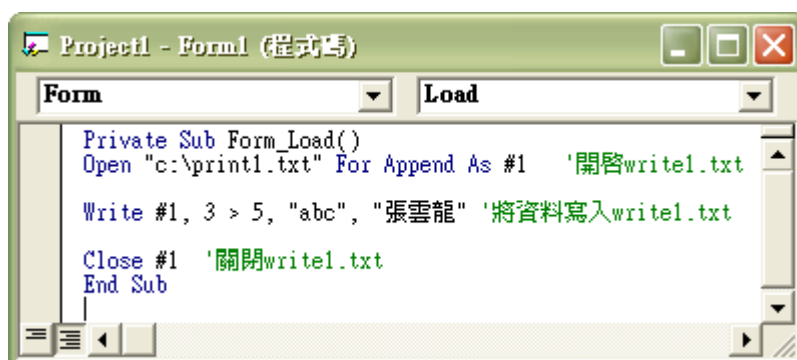 Project1 - Form1 (程式碼)
Form Load
Private Sub Form_Load()
Open "c:\print1.txt" For Append As #1 '開啓write1.txt
Write #1, 3 > 5, "abc", "張雲龍" '將資料寫入write1.txt
Close #1 '關閉write1.txt
End Sub